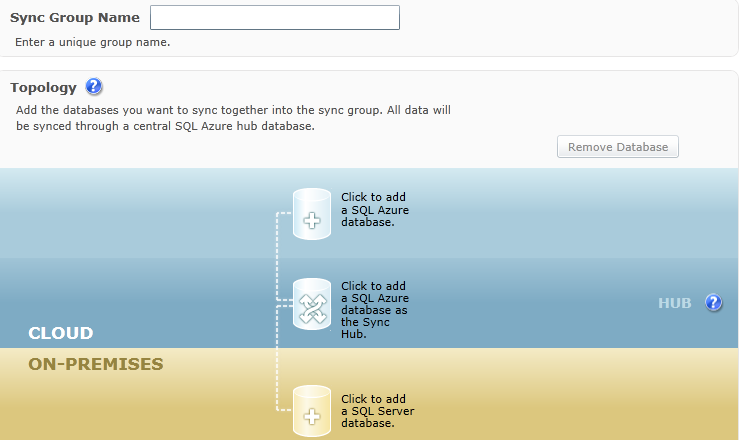 Sync Group Name
Enter a unique group name.
Topology ?
Add the databases you want to sync together into the sync group. All data will
be synced through a central SQL Azure hub database.
Remove Database
Click to add
a SQL Azure
database.
Click to add
a SQL Azure
database as
the Sync
Hub.
HUB ?
CLOUD
ON-PREMISES
Click to add
a SQL Server
database.